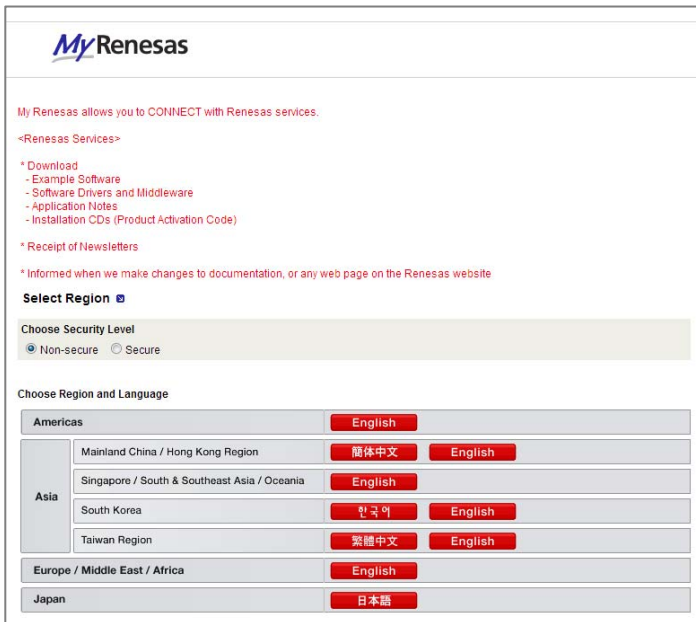 My Renesas
My Renesas allows you to CONNECT with Renesas services.
<Renesas Services>
* Download
- Example Software
- Software Drivers and Middleware
- Application Notes
- Installation CDs (Product Activation Code)
* Receipt of Newsletters
* Informed when we make changes to documentation, or any web page on the Renesas website
Select Region
Choose Security Level
Non-secure Secure
Choose Region and Language
Americas English
Asia
Mainland China / Hong Kong Region 簡体中文 English
Singapore / South & Southeast Asia / Oceania English
South Korea 한국어 English
Taiwan Region 繁體中文 English
Europe / Middle East / Africa English
Japan 日本語